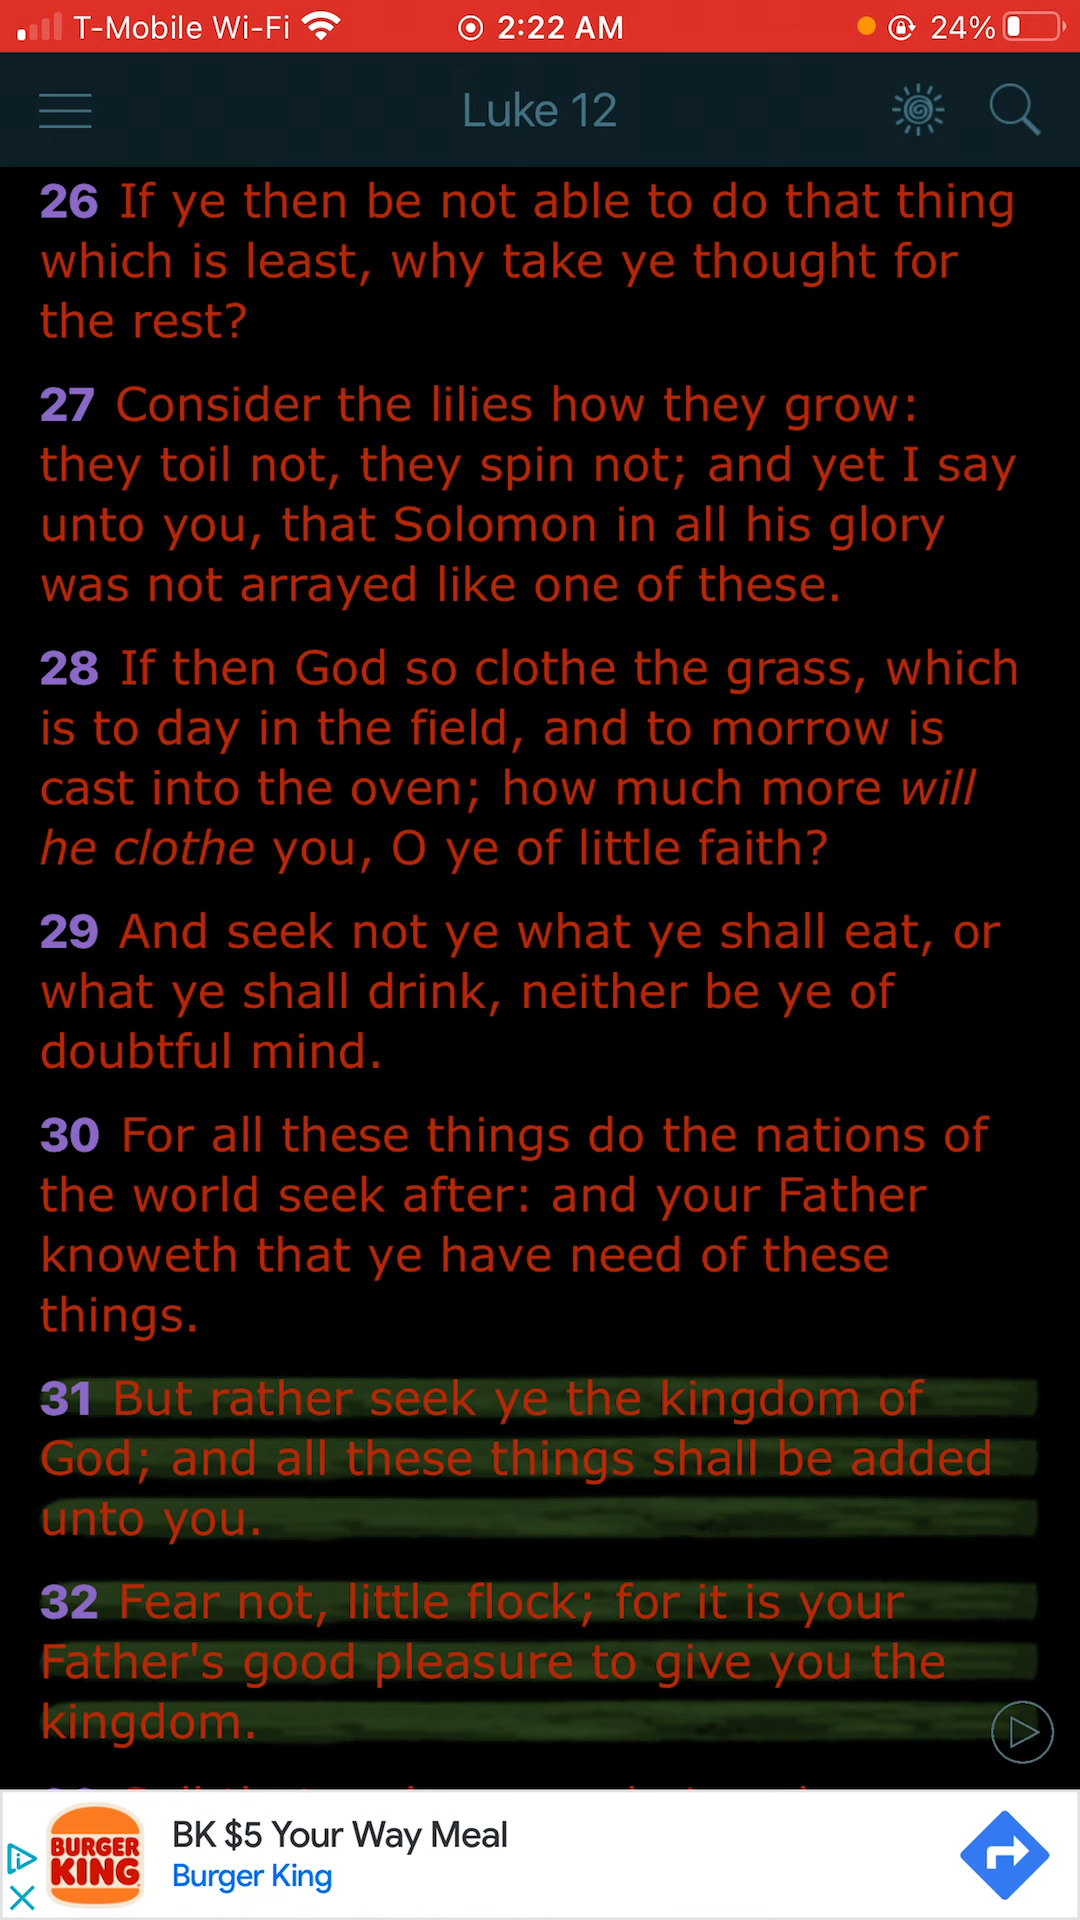 T-Mobile Wi-Fi 2:22 AM 24%
Luke 12
26 If ye then be not able to do that thing
which is least, why take ye thought for
the rest?
27 Consider the lilies how they grow:
they toil not, they spin not; and yet I say
unto you, that Solomon in all his glory
was not arrayed like one of these.
28 If then God so clothe the grass, which
is to day in the field, and to morrow is
cast into the oven; how much more will
he clothe you, O ye of little faith?
29 And seek not ye what ye shall eat, or
what ye shall drink, neither be ye of
doubtful mind.
30 For all these things do the nations of
the world seek after: and your Father
knoweth that ye have need of these
things.
31 But rather seek ye the kingdom of
God; and all these things shall be added
unto you.
32 Fear not, little flock; for it is your
Father's good pleasure to give you the
kingdom.
BURGER
KING
BK $5 Your Way Meal
Burger King